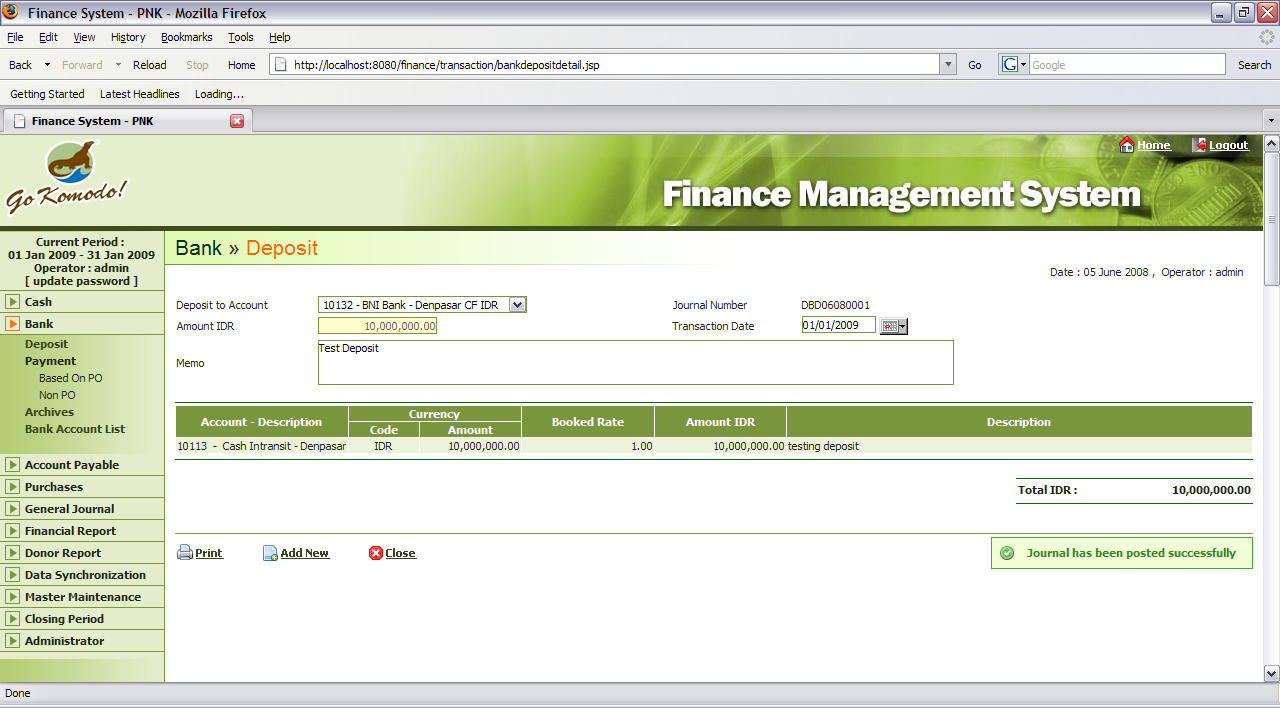 Finance System - PNK - Mozilla Firefox
File Edit View History Bookmarks Tools Help
Back Forward Reload Stop Home http://localhost:8080/finance/transaction/bankdepositdetail.jsp Go G Google Search
Getting Started Latest Headlines Loading...
Finance System - PNK
Home Logout
Go Komodo!
Finance Management System
Current Period :
01 Jan 2009 - 31 Jan 2009
Operator : admin
[ update password ]
Cash
Bank
Deposit
Payment
Based On PO
Non PO
Archives
Bank Account List
Account Payable
Purchases
General Journal
Financial Report
Donor Report
Data Synchronization
Master Maintenance
Closing Period
Administrator
Bank » Deposit
Date : 05 June 2008 , Operator : admin
Deposit to Account 10132 - BNI Bank - Denpasar CF IDR Journal Number DBD06080001
Amount IDR 10,000,000.00 Transaction Date 01/01/2009
Memo Test Deposit
Account - Description Currency Booked Rate Amount IDR Description
Code Amount
10113 - Cash Intransit - Denpasar IDR 10,000,000.00 1.00 10,000,000.00 testing deposit
Total IDR : 10,000,000.00
Print Add New Close Journal has been posted successfully
Done